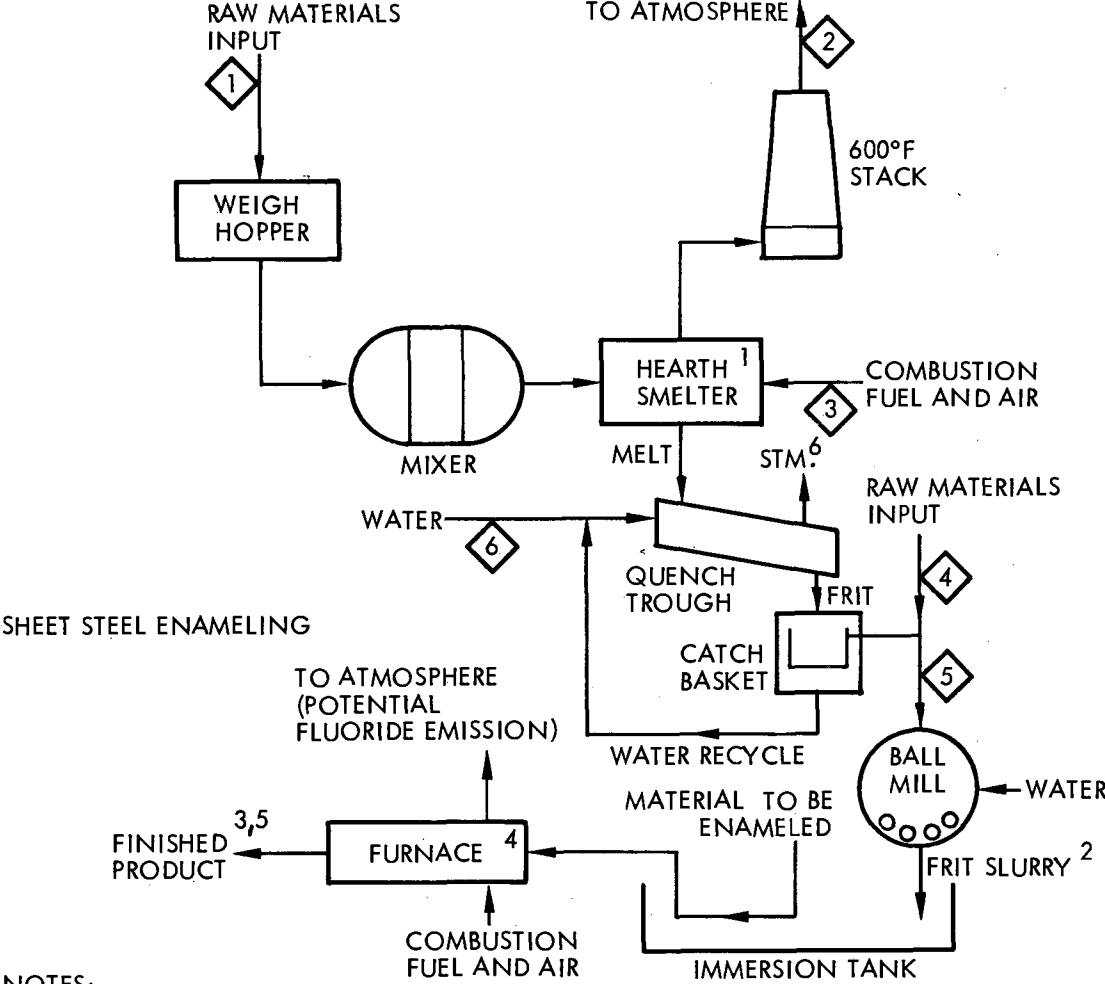 RAW MATERIALS
INPUT
1
TO ATMOSPHERE
2
600°F
STACK
WEIGH
HOPPER
MIXER
HEARTH 1
SMELTER
COMBUSTION
FUEL AND AIR
3
MELT
STM. 6
RAW MATERIALS
INPUT
WATER
6
4
QUENCH
TROUGH
FRIT
SHEET STEEL ENAMELING
CATCH
BASKET
5
TO ATMOSPHERE
(POTENTIAL
FLUORIDE EMISSION)
WATER RECYCLE
BALL
MILL
WATER
MATERIAL TO BE
ENAMELED
FINISHED 3,5
PRODUCT
FURNACE 4
FRIT SLURRY 2
COMBUSTION
FUEL AND AIR
IMMERSION TANK
NOTES: